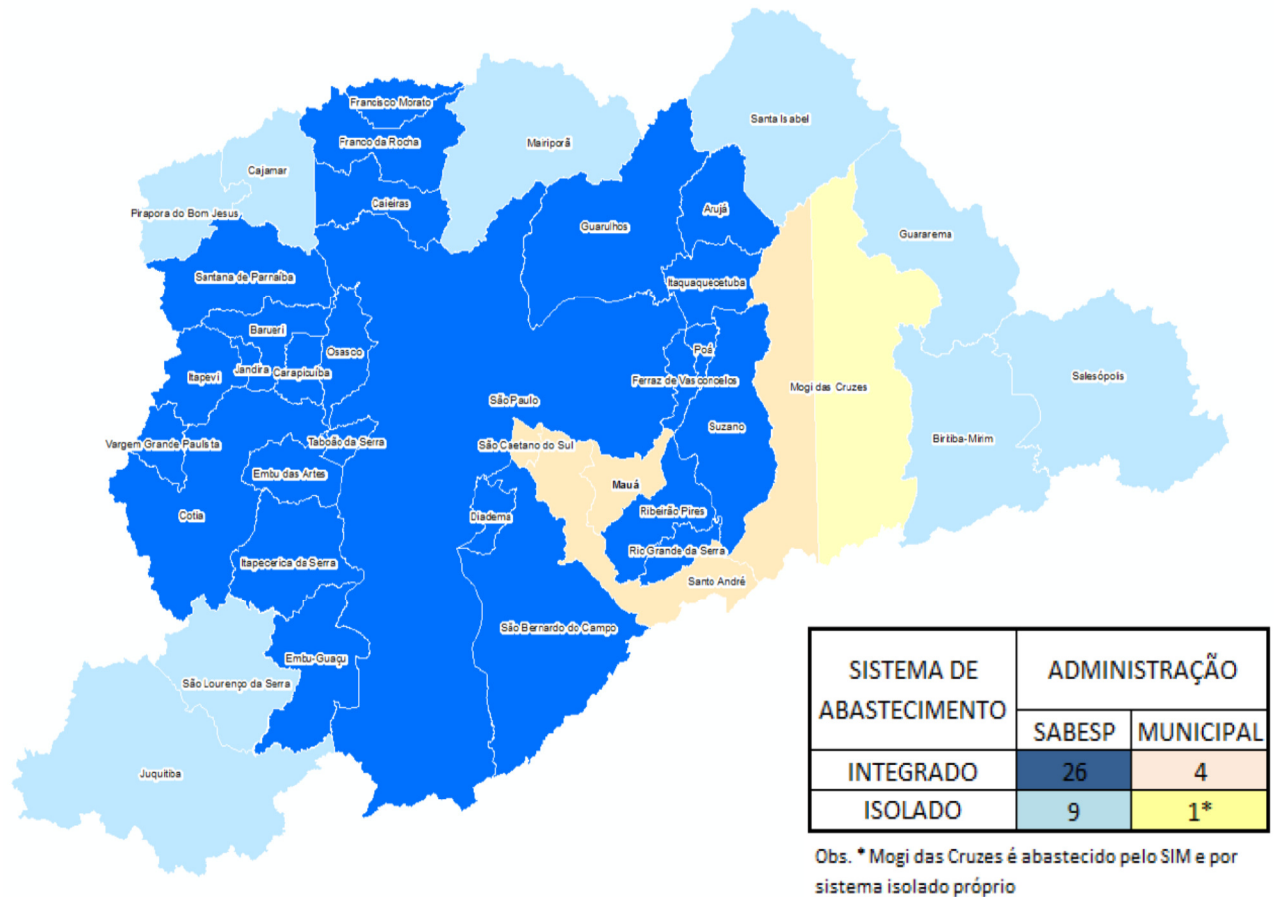 Francisco Morato
Santa Isabel
Franco da Rocha
Mairiporã
Cajamar
Caieiras
Arujá
Pirapora do Bom Jesus
Guarulhos
Guararema
Santana de Parnaíba
Itaquaquecetuba
Barueri
Osasco
Poá
Jandira
Carapicuíba
Itapevi
Ferraz de Vasconcelos
Salesópolis
Mogi das Cruzes
São Paulo
Suzano
Biritiba-Mirim
Vargem Grande Paulista
Taboão da Serra
São Caetano do Sul
Embu das Artes
Mauá
Cotia
Diadema
Ribeirão Pires
Rio Grande da Serra
Itapecerica da Serra
Santo André
São Bernardo do Campo
Embu-Guaçu
São Lourenço da Serra
Juquitiba
SISTEMA DE
ABASTECIMENTO
ADMINISTRAÇÃO
SABESP MUNICIPAL
INTEGRADO 26 4
ISOLADO 9 1*
Obs. * Mogi das Cruzes é abastecido pelo SIM e por
sistema isolado próprio